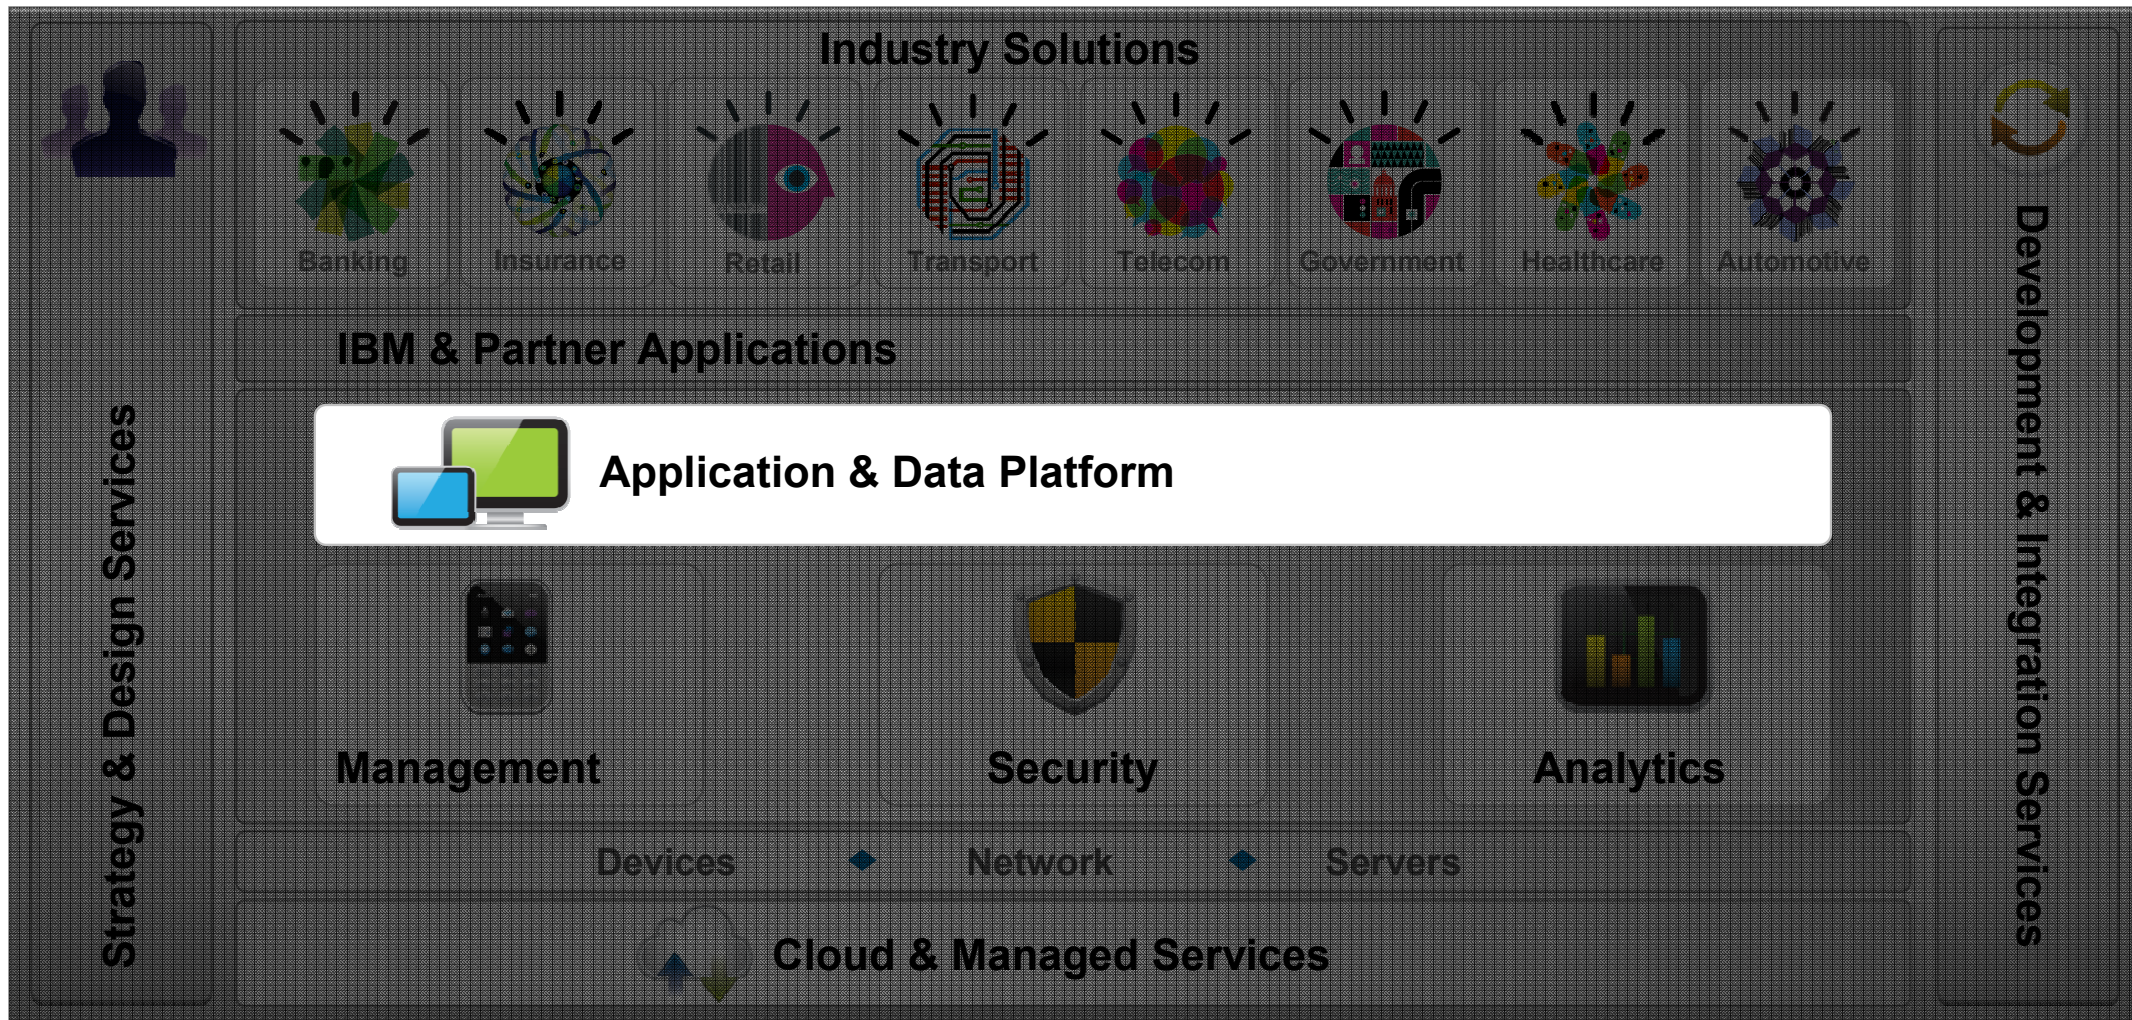 Industry Solutions
Banking
Insurance
Retail
Transport
Telecom
Government
Healthcare
Automotive
IBM & Partner Applications
Application & Data Platform
Management
Security
Analytics
Devices
Network
Servers
Cloud & Managed Services
Strategy & Design Services
Development & Integration Services